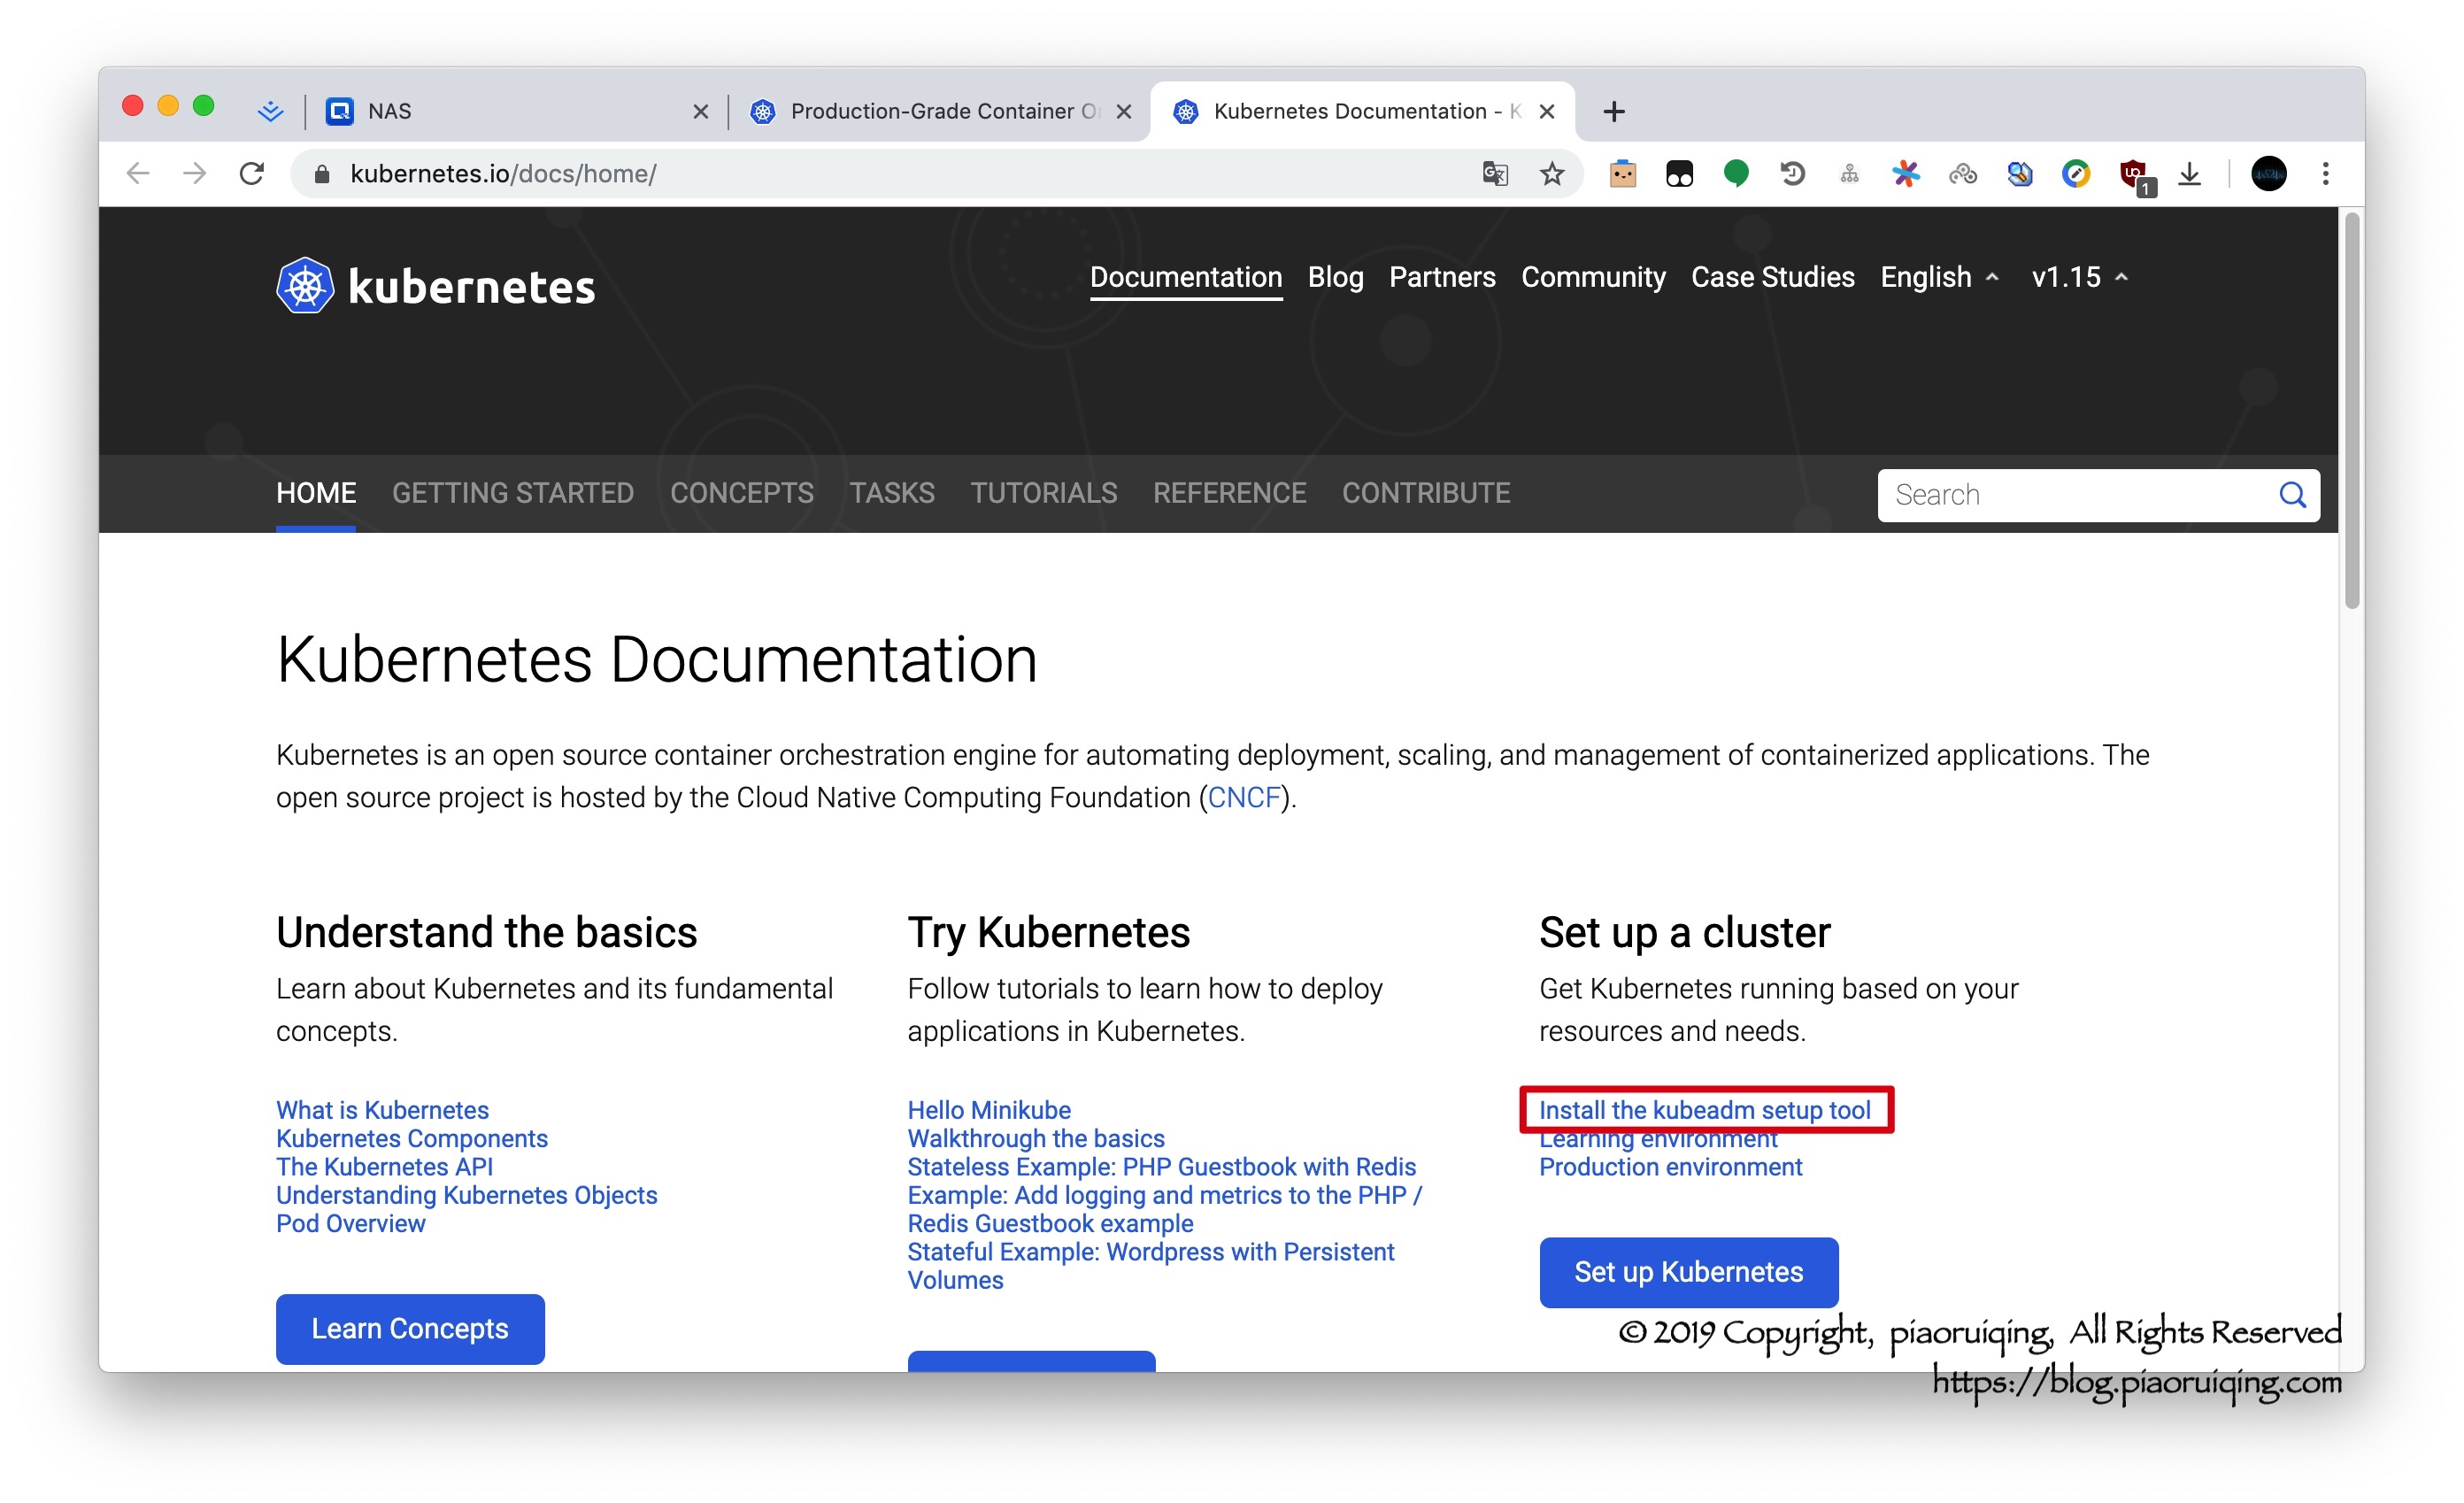 NAS
Production-Grade Container
Kubernetes Documentation - K
kubernetes.io/docs/home/
1
kubernetes
Documentation Blog Partners Community Case Studies English v1.15
HOME GETTING STARTED CONCEPTS TASKS TUTORIALS REFERENCE CONTRIBUTE
Search
Kubernetes Documentation
Kubernetes is an open source container orchestration engine for automating deployment, scaling, and management of containerized applications. The
open source project is hosted by the Cloud Native Computing Foundation (CNCF).
Understand the basics
Learn about Kubernetes and its fundamental
concepts.
What is Kubernetes
Kubernetes Components
The Kubernetes API
Understanding Kubernetes Objects
Pod Overview
Learn Concepts
Try Kubernetes
Follow tutorials to learn how to deploy
applications in Kubernetes.
Hello Minikube
Walkthrough the basics
Stateless Example: PHP Guestbook with Redis
Example: Add logging and metrics to the PHP /
Redis Guestbook example
Stateful Example: Wordpress with Persistent
Volumes
Set up a cluster
Get Kubernetes running based on your
resources and needs.
Install the kubeadm setup tool
Learning environment
Production environment
Set up Kubernetes
© 2019 Copyright, piaoruiqing, All Rights Reserved
https://blog.piaoruiqing.com